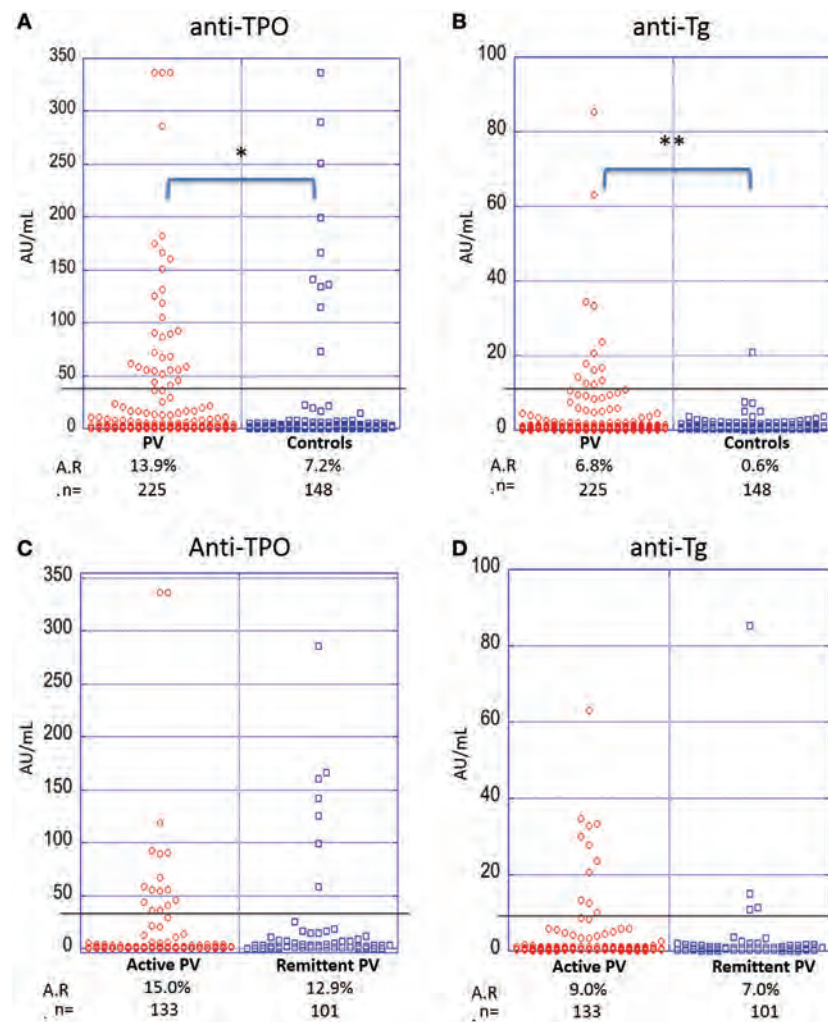 A
anti-TPO
350
300
250
200
150
100
50
0
AU/mL
*
PV
Controls
A.R
13.9%
7.2%
.n=
225
148
B
anti-Tg
100
80
60
40
20
0
AU/mL
**
PV
Controls
A.R
6.8%
0.6%
.n=
225
148
C
Anti-TPO
350
300
250
200
150
100
50
0
AU/mL
Active PV
Remittent PV
A.R
15.0%
12.9%
n=
133
101
D
anti-Tg
100
80
60
40
20
0
AU/mL
Active PV
Remittent PV
A.R
9.0%
7.0%
n=
133
101